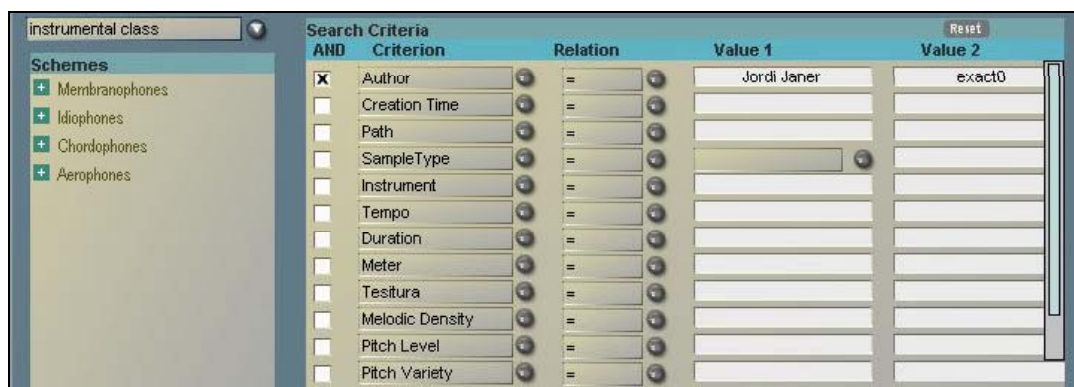 instrumental class
Schemes
+ Membranophones
+ Idiophones
+ Chordophones
+ Aerophones
Search Criteria Reset
AND Criterion Relation Value 1 Value 2
x Author = Jordi Janer exact0
Creation Time =
Path =
SampleType =
Instrument =
Tempo =
Duration =
Meter =
Tesitura =
Melodic Density =
Pitch Level =
Pitch Variety =